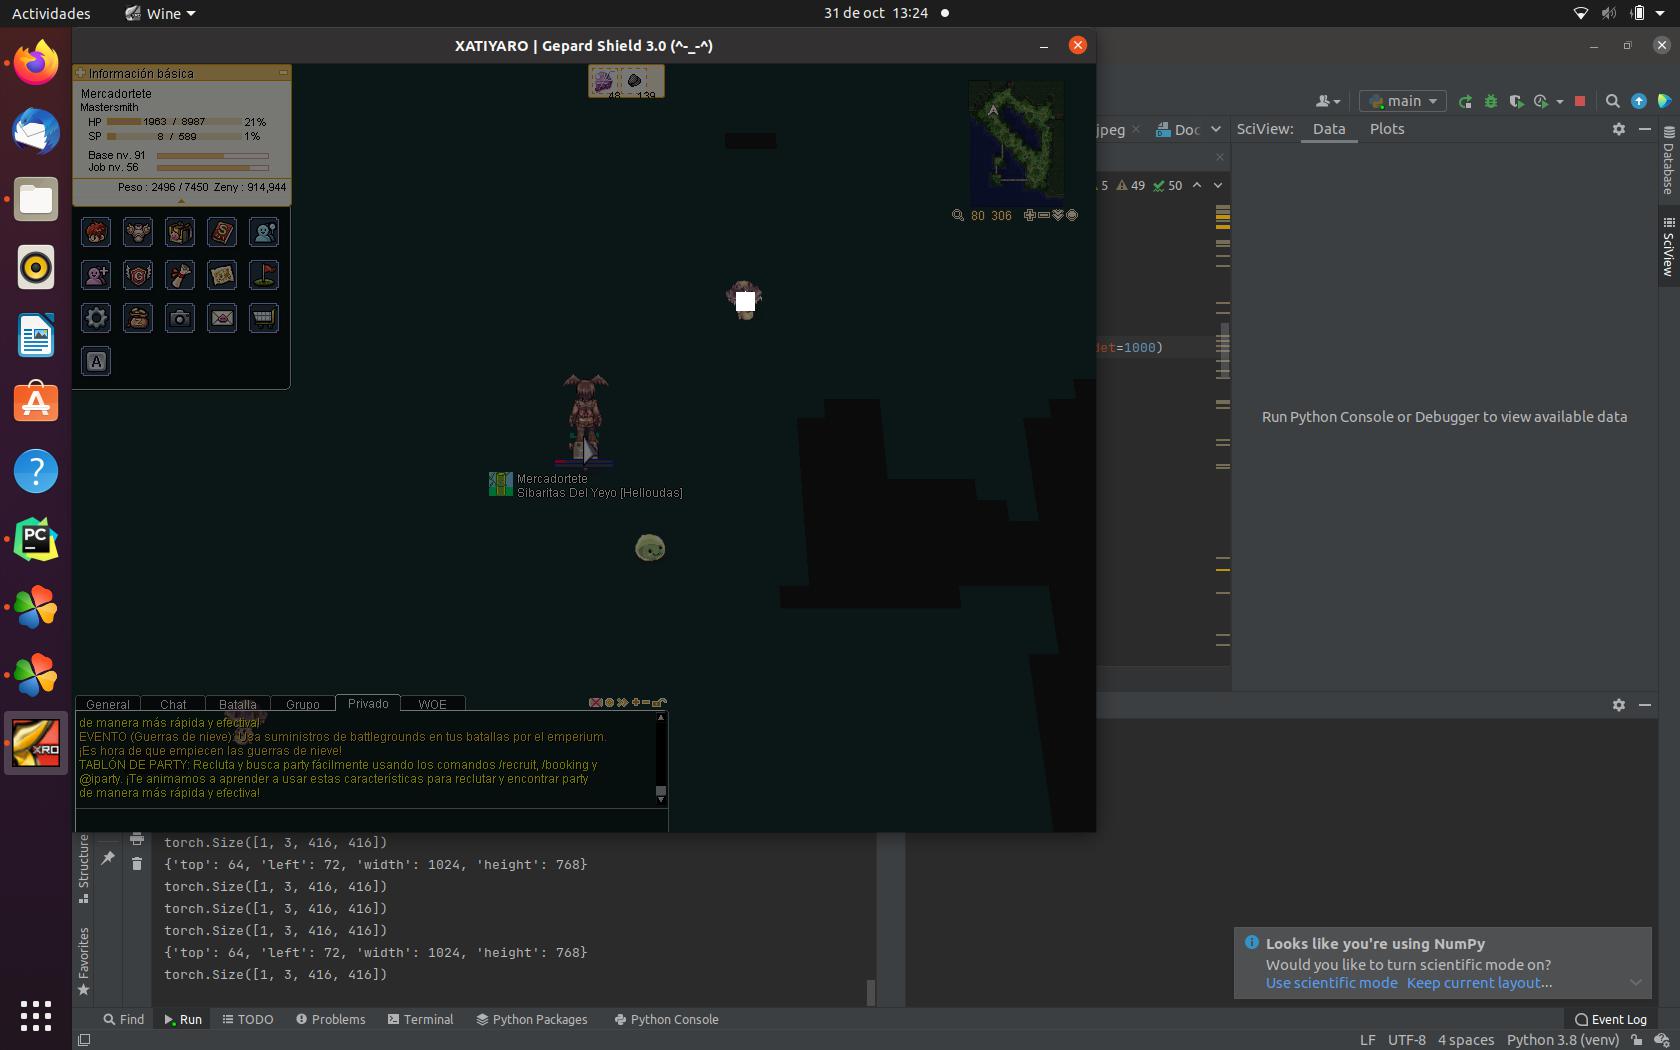 Actividades
Wine
31 de oct 13:24
XATIYARO | Gepard Shield 3.0 (^-_-^)
Información básica
Mercadortete
Mastersmith
HP 1963 / 8987 21%
SP 8 / 589 1%
Base nv. 91
Job nv. 56
Peso : 2496 / 7450 Zeny : 914,944
48 139
80 306
A
Mercadortete
Sibaritas Del Yeyo [Helloudas]
General Chat Batalla Grupo Privado WOE
de manera más rápida y efectiva!
EVENTO (Guerras de nieve): Usa suministros de battlegrounds en tus batallas por el emperium.
¡Es hora de que empiecen las guerras de nieve!
TABLÓN DE PARTY: Recluta y busca party fácilmente usando los comandos /recruit, /booking y
@iparty. ¡Te animamos a aprender a usar estas características para reclutar y encontrar party
de manera más rápida y efectiva!
main
jpeg
Doc
SciView: Data Plots
5 49 50
det=1000)
Run Python Console or Debugger to view available data
Database
SciView
PC
XRO
Structure
Favorites
torch.Size([1, 3, 416, 416])
{'top': 64, 'left': 72, 'width': 1024, 'height': 768}
torch.Size([1, 3, 416, 416])
torch.Size([1, 3, 416, 416])
torch.Size([1, 3, 416, 416])
{'top': 64, 'left': 72, 'width': 1024, 'height': 768}
torch.Size([1, 3, 416, 416])
Looks like you're using NumPy
Would you like to turn scientific mode on?
Use scientific mode Keep current layout...
Find Run TODO Problems Terminal Python Packages Python Console
Event Log
LF UTF-8 4 spaces Python 3.8 (venv)